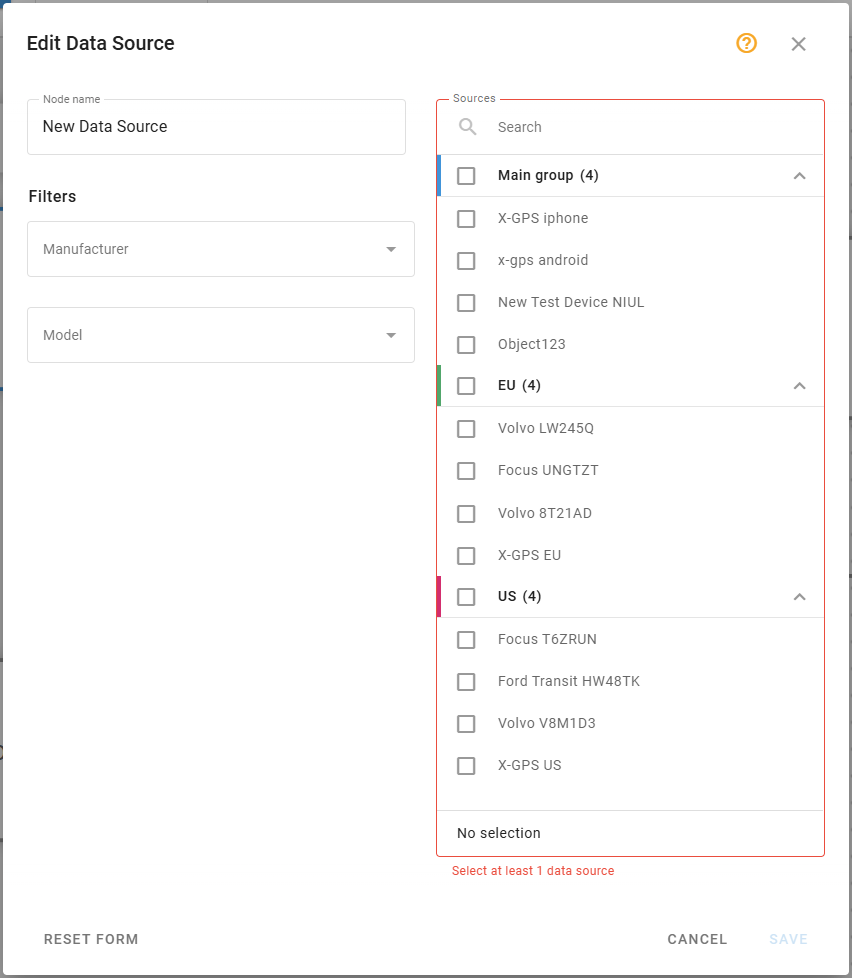 Edit Data Source
Node name
New Data Source
Filters
Manufacturer
Model
Sources
Search
Main group (4)
X-GPS iphone
x-gps android
New Test Device NIUL
Object123
EU (4)
Volvo LW245Q
Focus UNGTZT
Volvo 8T21AD
X-GPS EU
US (4)
Focus T6ZRUN
Ford Transit HW48TK
Volvo V8M1D3
X-GPS US
No selection
Select at least 1 data source
RESET FORM
CANCEL
SAVE